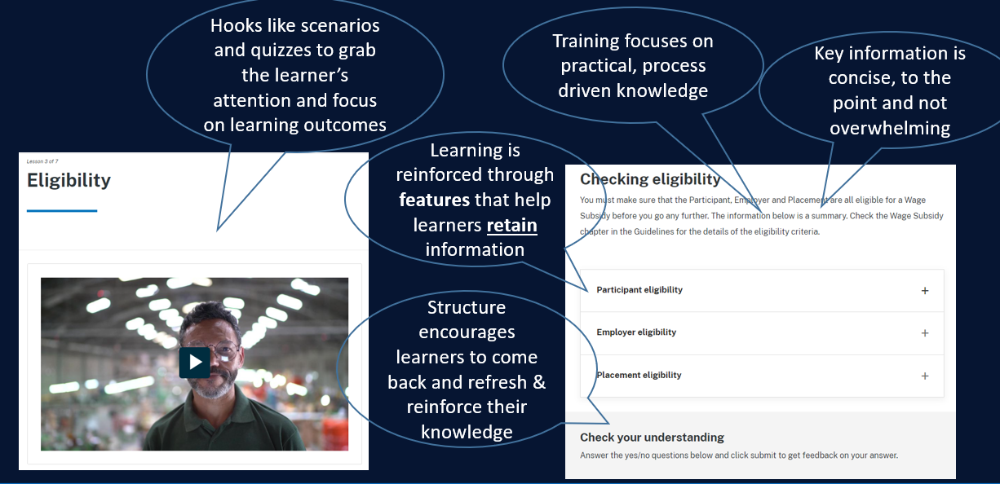 Hooks like scenarios
and quizzes to grab
the learner's
attention and focus
on learning outcomes
Training focuses on
practical, process
driven knowledge
Key information is
concise, to the
point and not
overwhelming
Learning is
reinforced through
features that help
learners retain
information
Structure
encourages
learners to come
back and refresh &
reinforce their
knowledge
Lesson 3 of 7
Eligibility
Checking eligibility
You must make sure that the Participant, Employer and Placement are all eligible for a Wage
Subsidy before you go any further. The information below is a summary. Check the Wage Subsidy
chapter in the Guidelines for the details of the eligibility criteria.
Participant eligibility +
Employer eligibility +
Placement eligibility +
Check your understanding
Answer the yes/no questions below and click submit to get feedback on your answer.